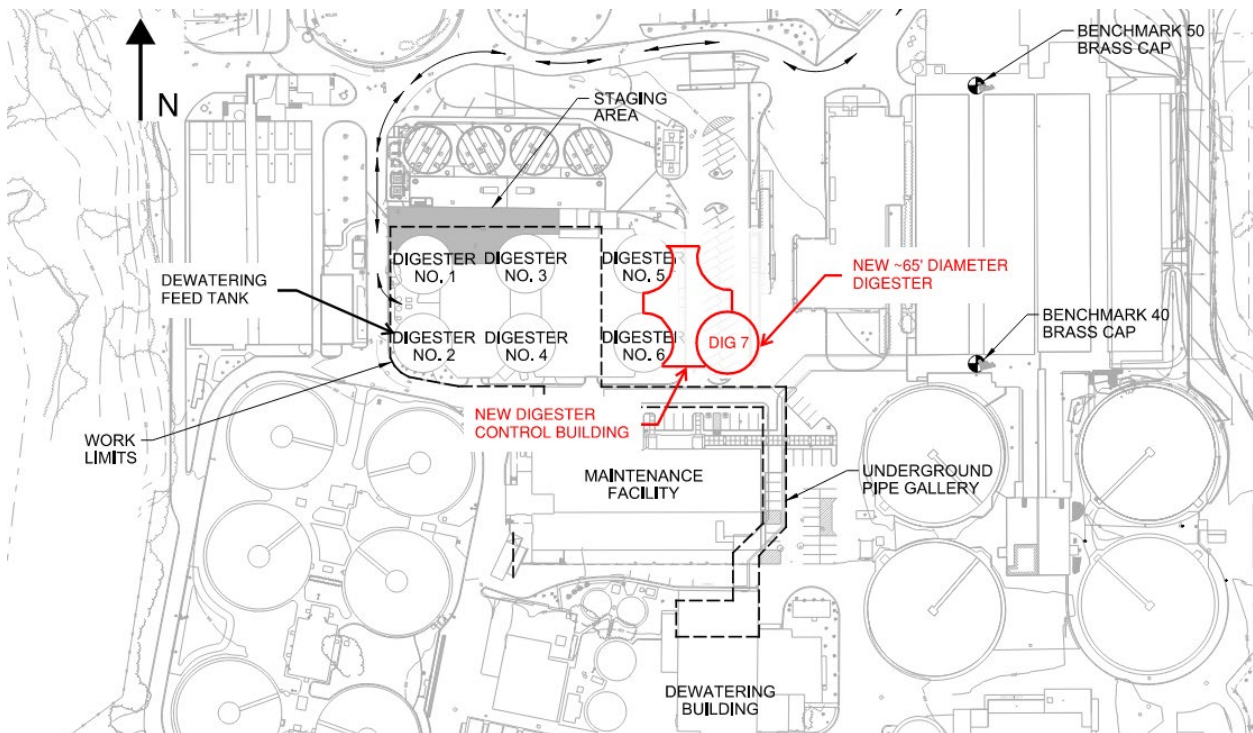 BENCHMARK 50
BRASS CAP
N
STAGING
AREA
DIGESTER
NO. 1
DIGESTER
NO. 3
DIGESTER
NO. 5
NEW ~65' DIAMETER
DIGESTER
DEWATERING
FEED TANK
BENCHMARK 40
BRASS CAP
DIGESTER
NO. 2
DIGESTER
NO. 4
DIGESTER
NO. 6
DIG 7
NEW DIGESTER
CONTROL BUILDING
WORK
LIMITS
MAINTENANCE
FACILITY
UNDERGROUND
PIPE GALLERY
DEWATERING
BUILDING